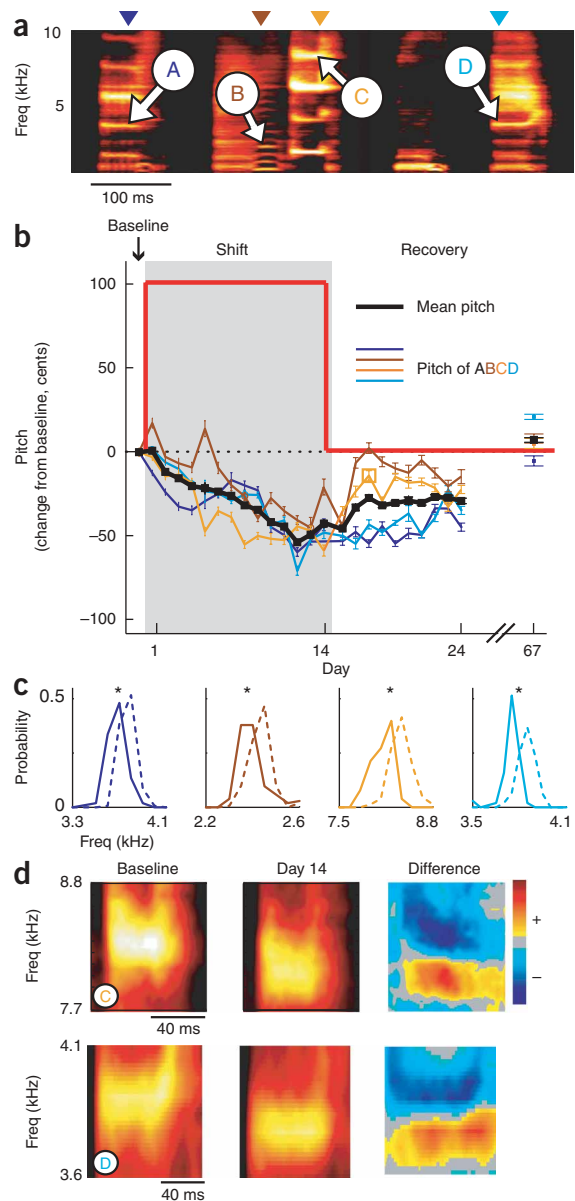 a
10
5
Freq (kHz)
A
B
C
D
100 ms
b
Baseline
Shift
Recovery
100
50
0
−50
−100
Pitch
(change from baseline, cents)
Mean pitch
Pitch of ABCD
1
14
24
67
Day
c
0.5
0
Probability
*
*
*
*
3.3
4.1
2.2
2.6
7.5
8.8
3.5
4.1
Freq (kHz)
d
Baseline
Day 14
Difference
8.8
Freq (kHz)
7.7
C
40 ms
+
−
4.1
Freq (kHz)
3.6
D
40 ms